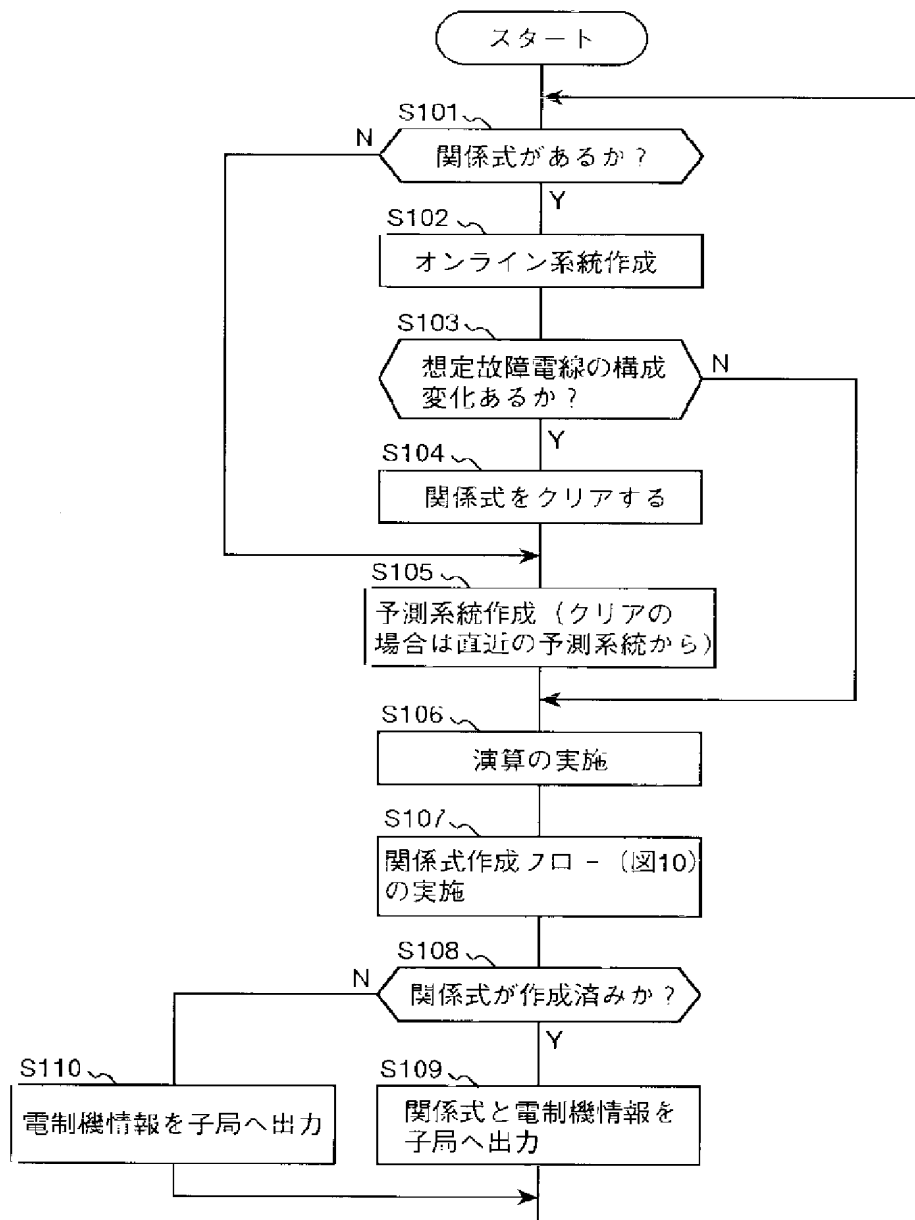 スタート
S101
N
関係式があるか？
Y
S102
オンライン系統作成
S103
想定故障電線の構成
変化あるか？
N
Y
S104
関係式をクリアする
S105
予測系統作成（クリアの
場合は直近の予測系統から）
S106
演算の実施
S107
関係式作成フロー（図10）
の実施
S108
N
関係式が作成済みか？
Y
S110
電制機情報を子局へ出力
S109
関係式と電制機情報を
子局へ出力